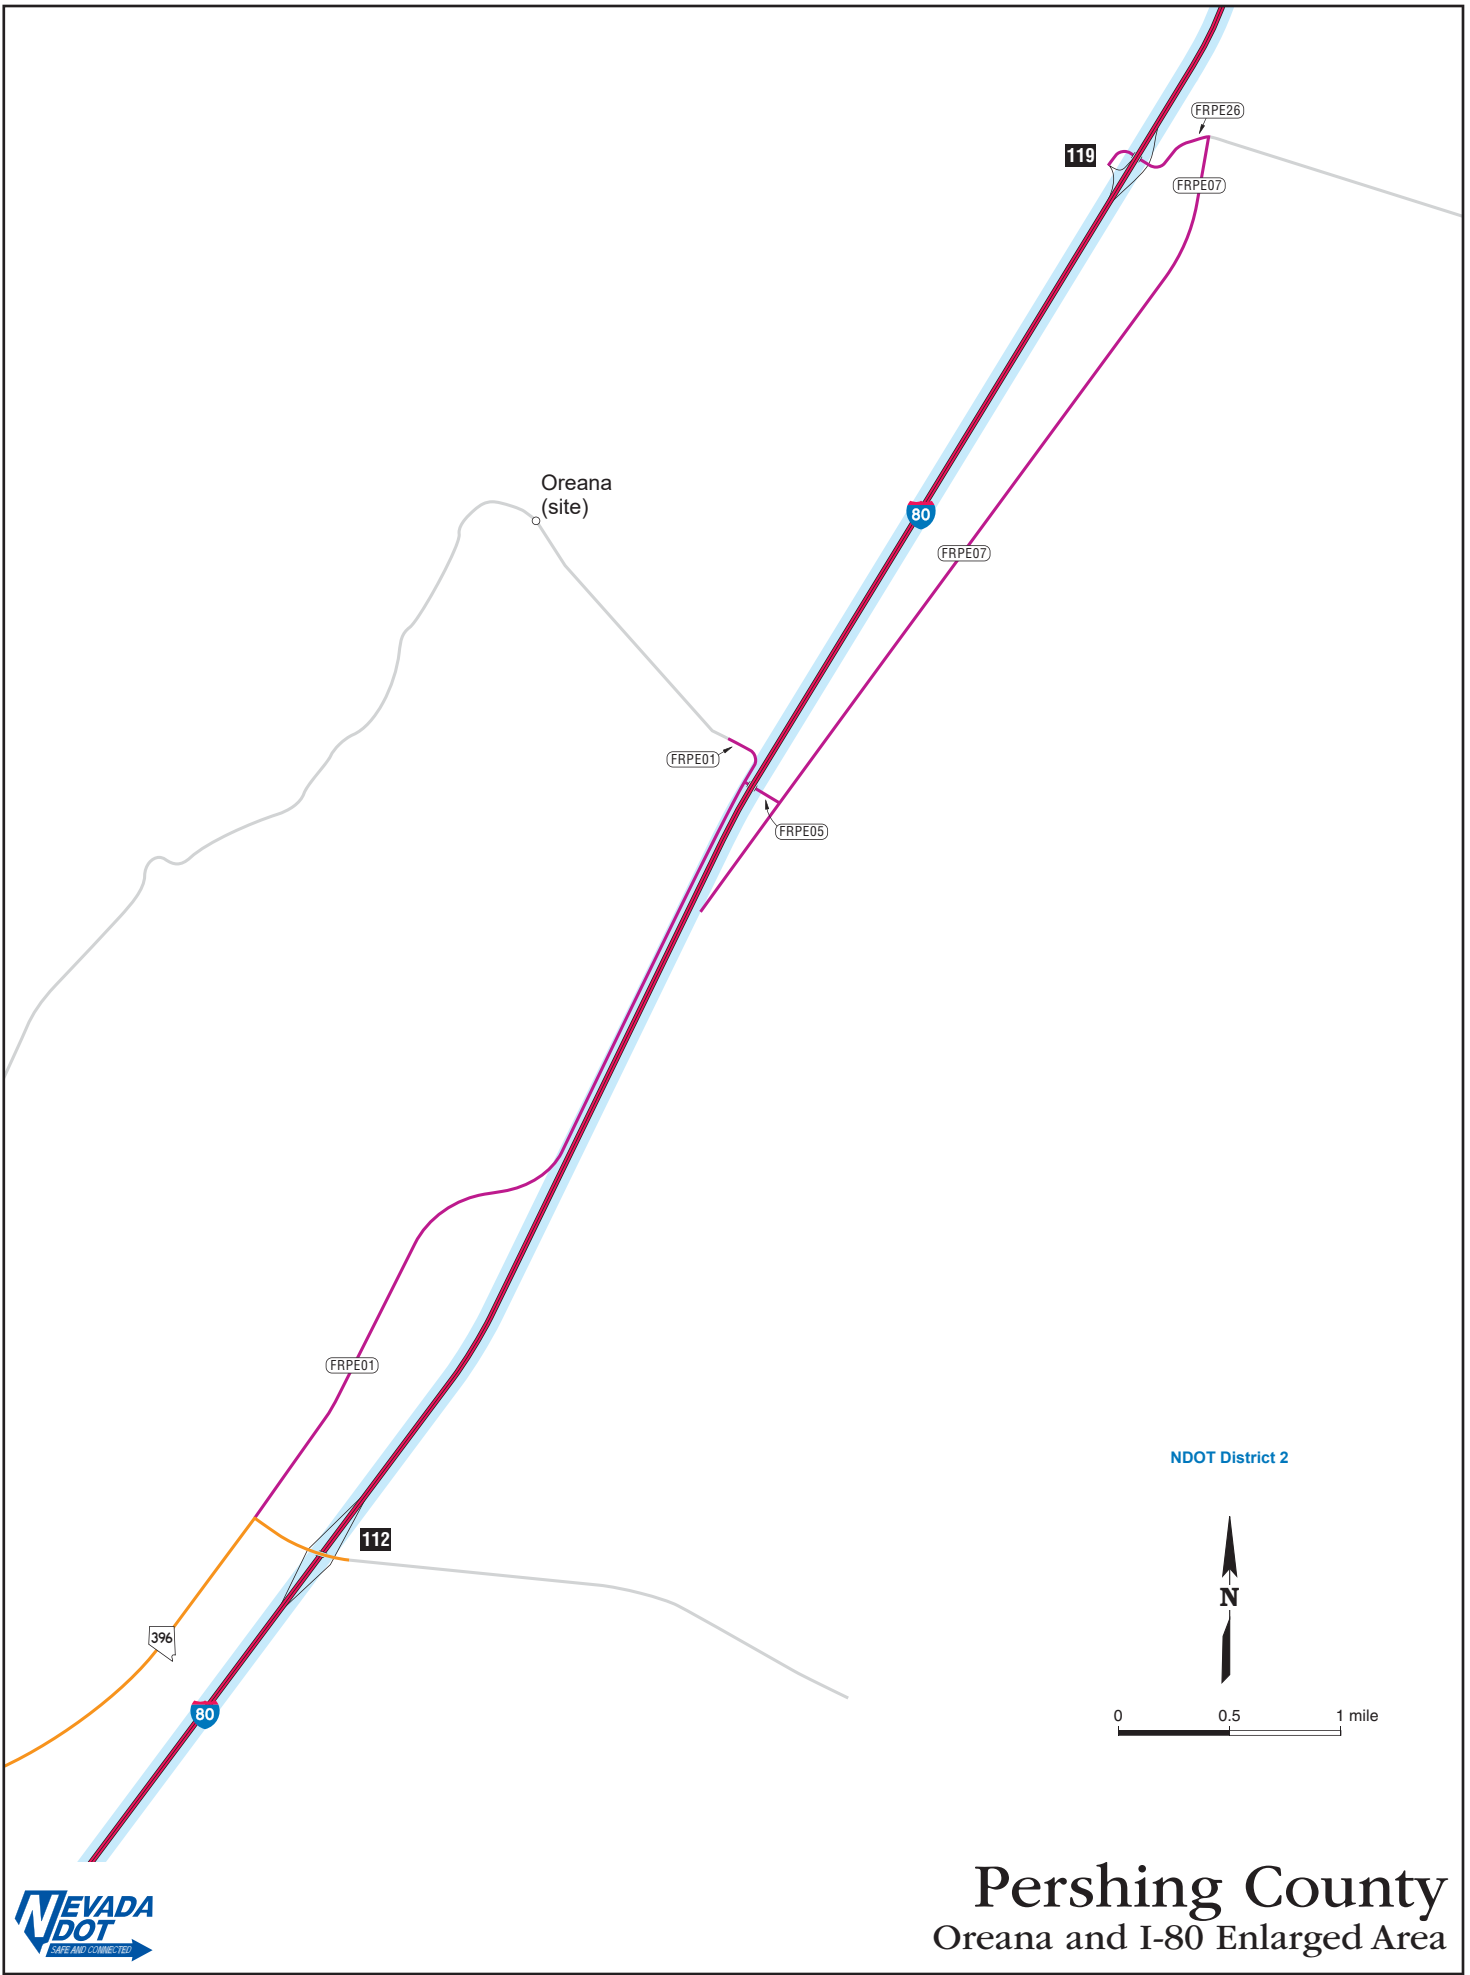 FRPE26
119
FRPE07
Oreana
(site)
80
FRPE07
FRPE01
FRPE05
FRPE01
NDOT District 2
112
N
396
80
0 0.5 1 mile
NEVADA
DOT
SAFE AND CONNECTED
Pershing County
Oreana and I-80 Enlarged Area